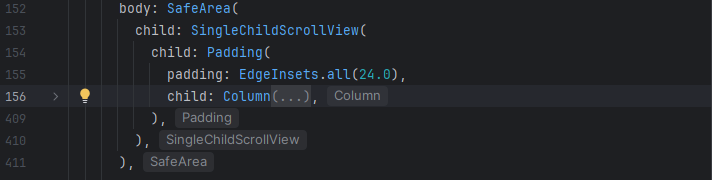 152 body: SafeArea(
153 child: SingleChildScrollView(
154 child: Padding(
155 padding: EdgeInsets.all(24.0),
156 child: Column(...), Column
409 ), Padding
410 ), SingleChildScrollView
411 ), SafeArea